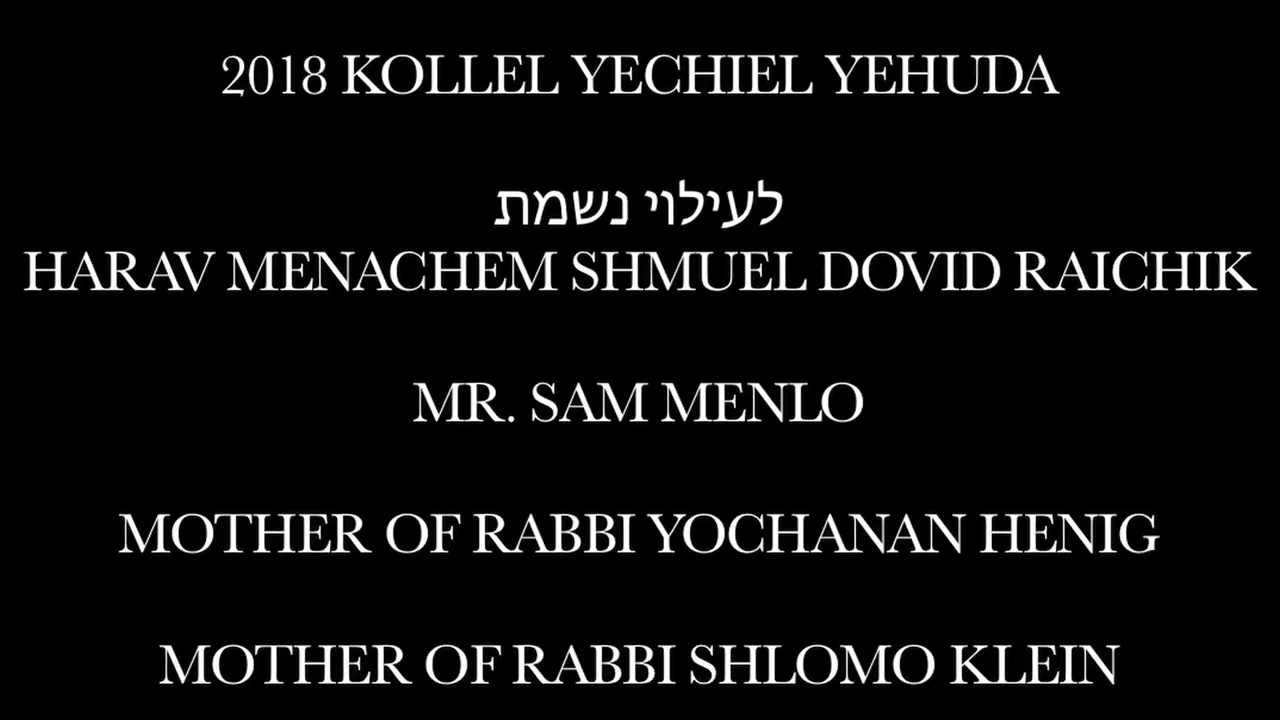 2018 KOLLEL YECHIEL YEHUDA
לעילוי נשמת
HARAV MENACHEM SHMUEL DOVID RAICHIK
MR. SAM MENLO
MOTHER OF RABBI YOCHANAN HENIG
MOTHER OF RABBI SHLOMO KLEIN